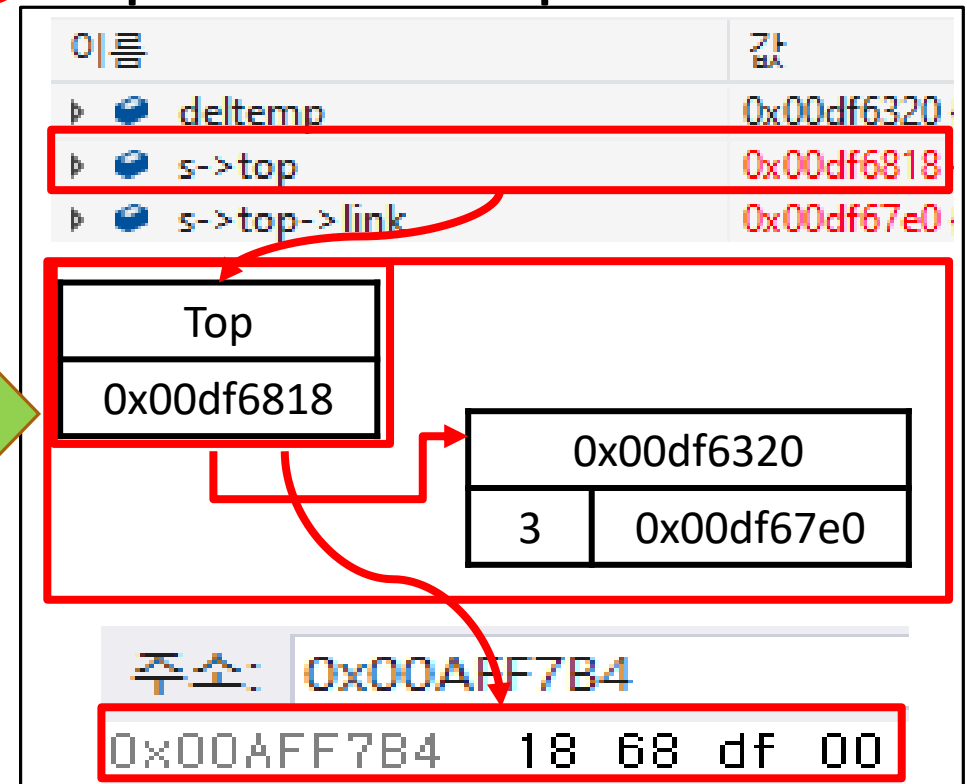 이름 값
deltemp 0x00df6320
s->top 0x00df6818
s->top->link 0x00df67e0
Top
0x00df6818
0x00df6320
3 0x00df67e0
주소: 0x00AFF7B4
0x00AFF7B4 18 68 df 00